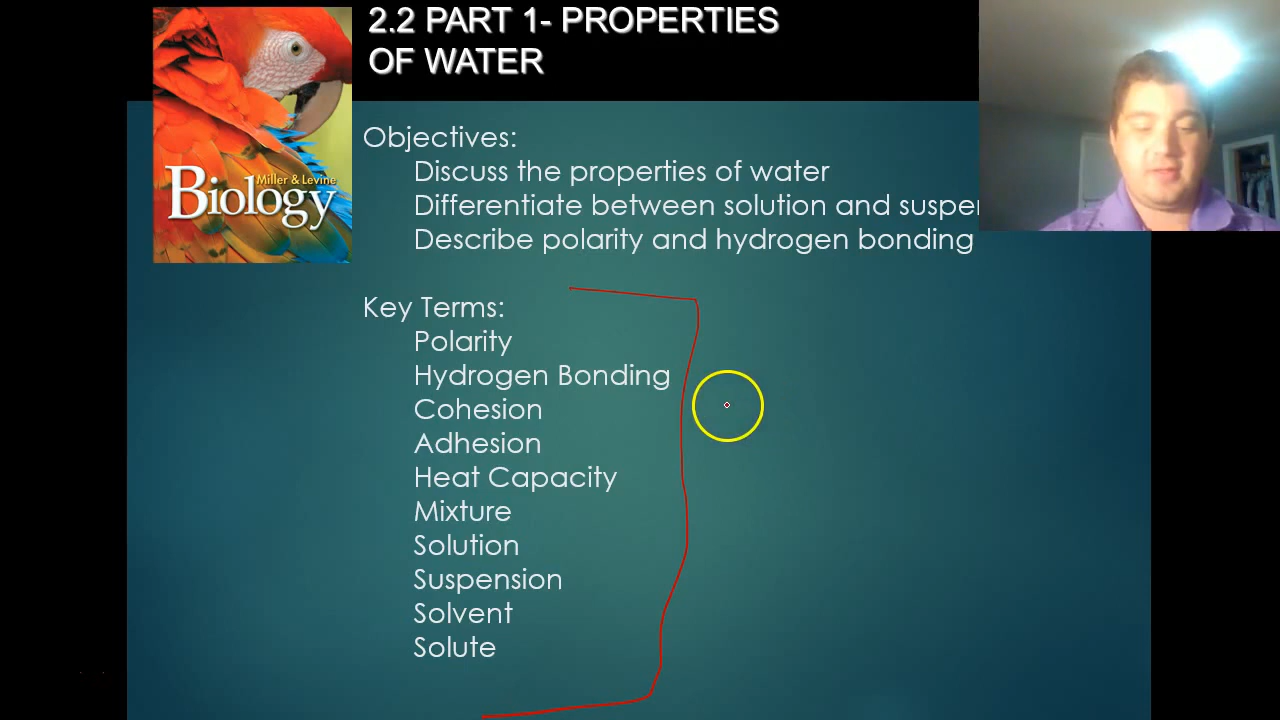 2.2 PART 1- PROPERTIES
OF WATER
Miller & Levine
Biology
Objectives:
Discuss the properties of water
Differentiate between solution and suspe
Describe polarity and hydrogen bonding
Key Terms:
Polarity
Hydrogen Bonding
Cohesion
Adhesion
Heat Capacity
Mixture
Solution
Suspension
Solvent
Solute